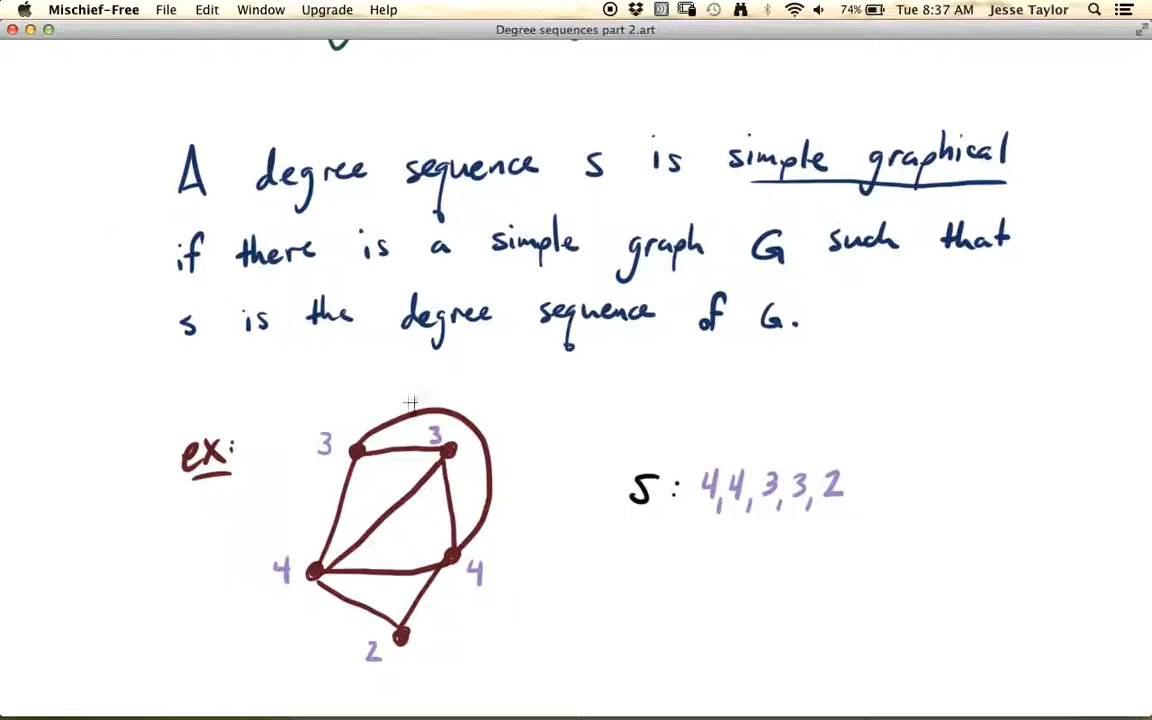 Mischief-Free File Edit Window Upgrade Help 74% Tue 8:37 AM Jesse Taylor
Degree sequences part 2.art
A degree sequence s is simple graphical
if there is a simple graph G such that
s is the degree sequence of G.
ex:
3 3
S: 4,4,3,3,2
4 4
2